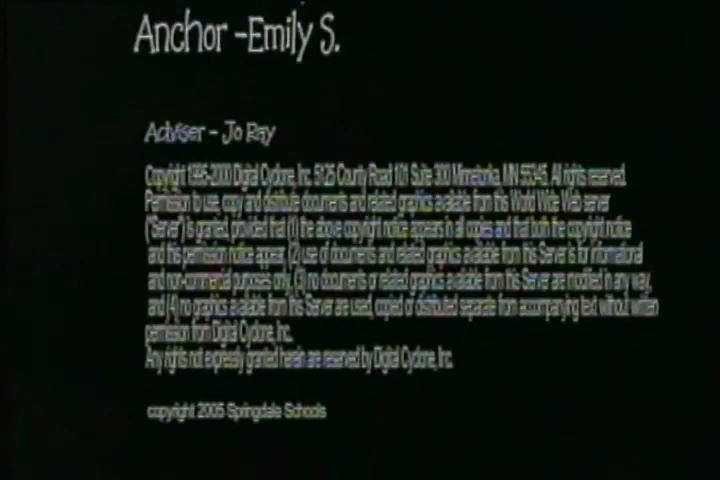 Anchor -Emily S.
Adviser - Jo Ray
Copyright 1995-2000 Digital Cyclone, Inc. 5125 County Road 101 Suite 300 Minnetonka, MN 55345. All rights reserved.
Permission to use, copy and distribute documents and related graphics available from this World Wide Web server
("Server") is granted, provided that (1) the above copyright notice appears in all copies and that both the copyright notice
and this permission notice appear, (2) use of documents and related graphics available from this Server is for informational
and non-commercial purposes only, (3) no documents or related graphics available from this Server are modified in any way,
and (4) no graphics available from this Server are used, copied or distributed separate from accompanying text without written
permission from Digital Cyclone, Inc.
Any rights not expressly granted herein are reserved by Digital Cyclone, Inc.
copyright 2005 Springdale Schools